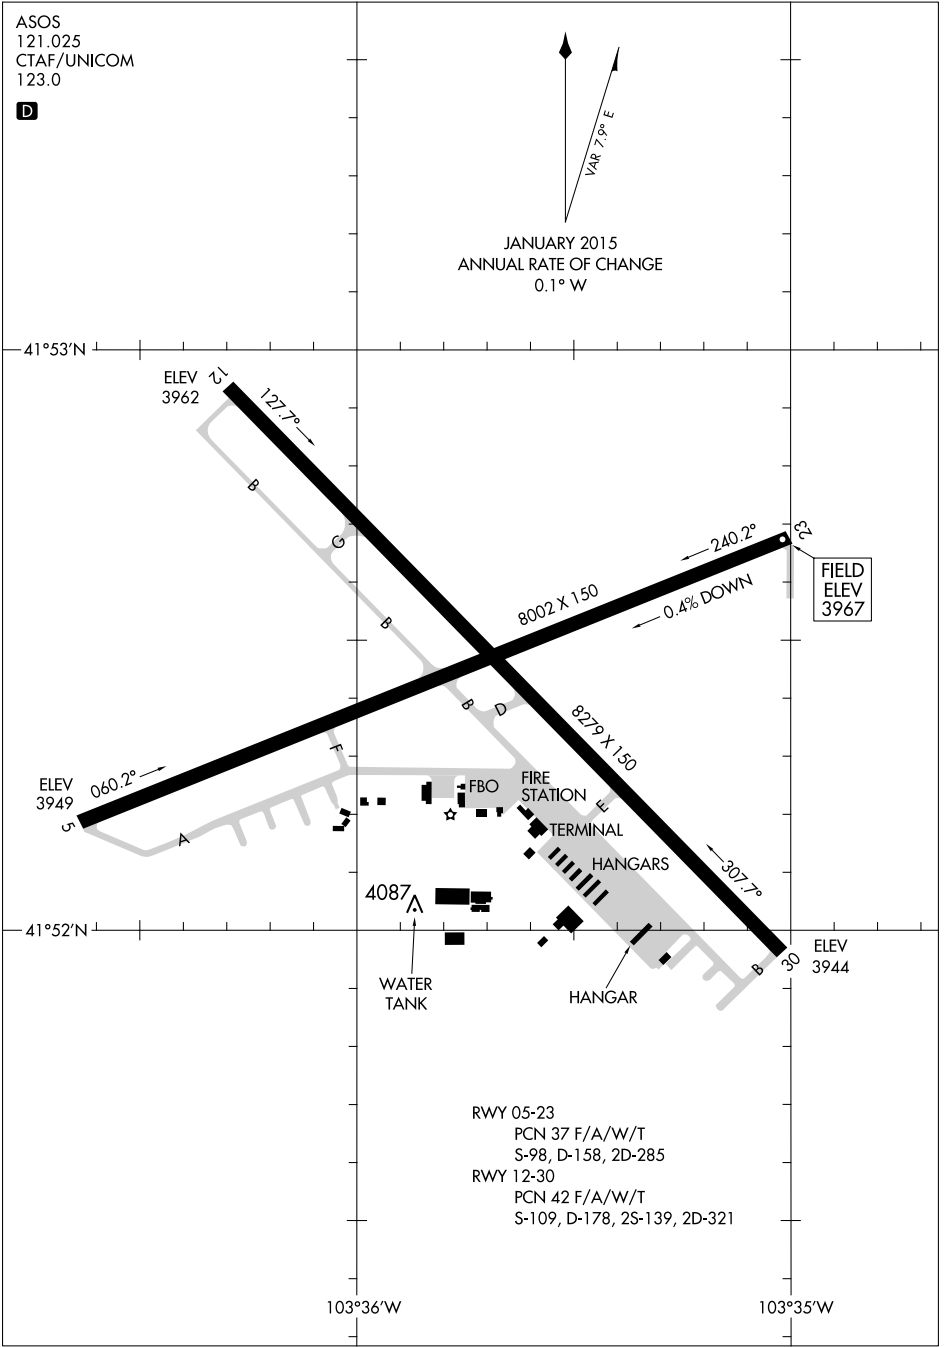 ASOS
121.025
CTAF/UNICOM
123.0
D
VAR 7.9° E
JANUARY 2015
ANNUAL RATE OF CHANGE
0.1° W
41°53'N
ELEV
3962
12
127.7°
B
G
23
240.2°
FIELD
ELEV
3967
8002 X 150
0.4% DOWN
B
B
D
8279 X 150
F
ELEV
3949
5
060.2°
A
FBO
FIRE
STATION
E
TERMINAL
HANGARS
307.7°
4087
41°52'N
B
30
ELEV
3944
WATER
TANK
HANGAR
RWY 05-23
PCN 37 F/A/W/T
S-98, D-158, 2D-285
RWY 12-30
PCN 42 F/A/W/T
S-109, D-178, 2S-139, 2D-321
103°36'W
103°35'W